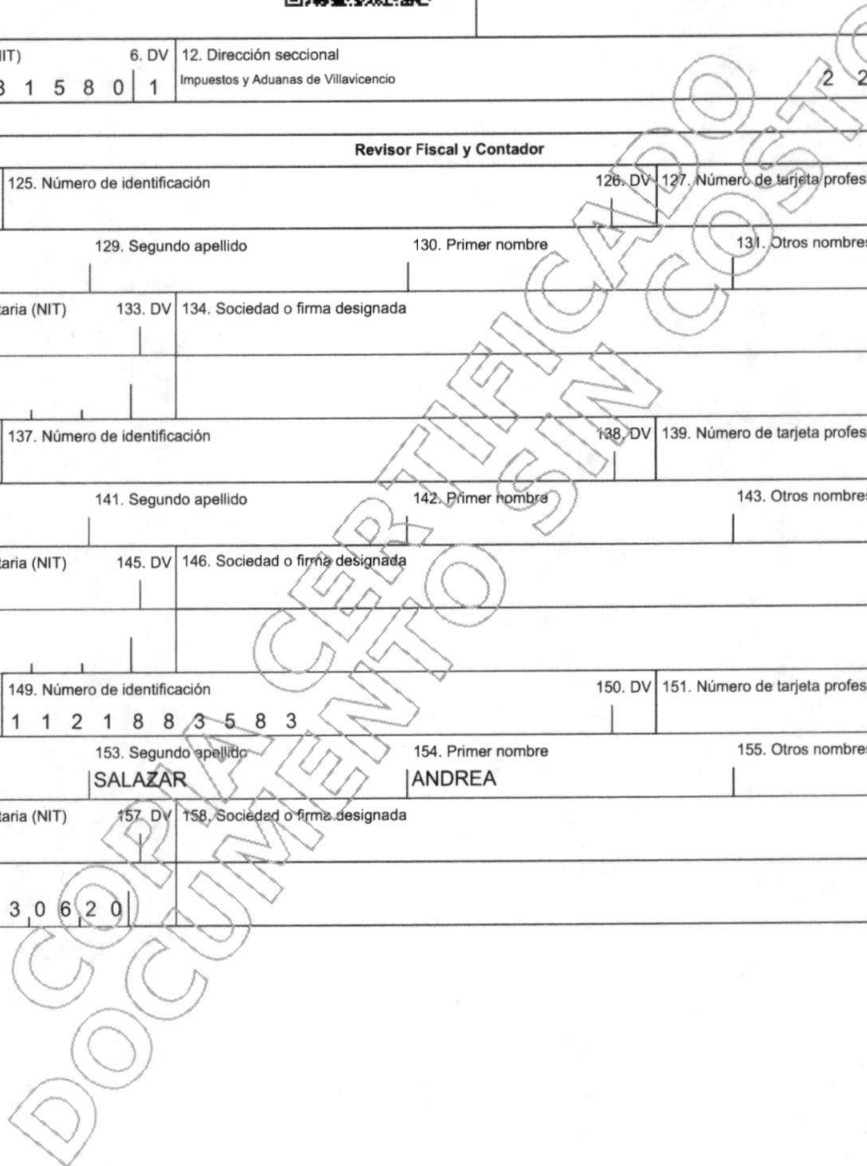 IIT) 6. DV 12. Dirección seccional
3 1 5 8 0 1 Impuestos y Aduanas de Villavicencio 2 2
Revisor Fiscal y Contador
125. Número de identificación 126. DV 127. Número de tarjeta profes
129. Segundo apellido 130. Primer nombre 131. Otros nombres
taria (NIT) 133. DV 134. Sociedad o firma designada
137. Número de identificación 138. DV 139. Número de tarjeta profes
141. Segundo apellido 142. Primer nombre 143. Otros nombres
taria (NIT) 145. DV 146. Sociedad o firma designada
149. Número de identificación 150. DV 151. Número de tarjeta profes
1 1 2 1 8 8 3 5 8 3
153. Segundo apellido 154. Primer nombre 155. Otros nombres
SALAZAR ANDREA
taria (NIT) 157. DV 158. Sociedad o firma designada
3 0 6 2 0
COPIA CERTIFICADO
DOCUMENTO SIN COSTO